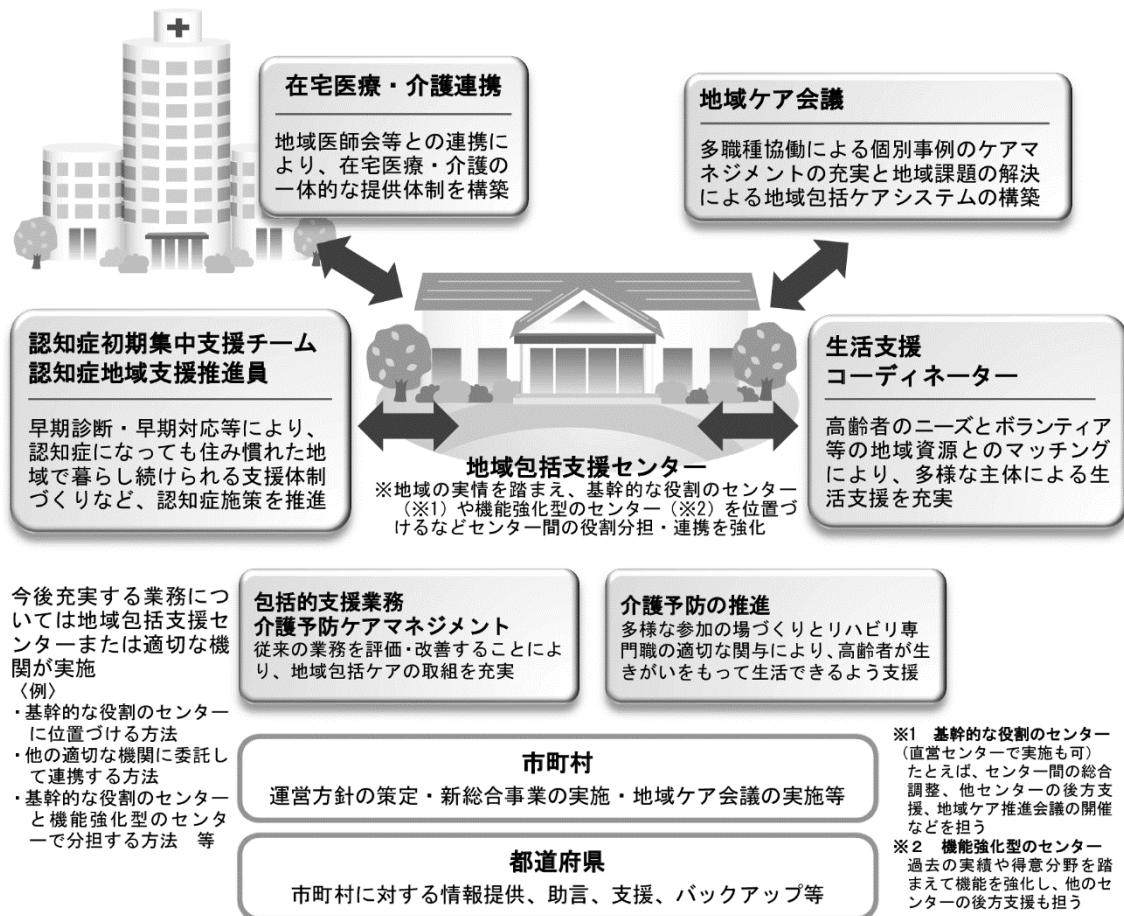 在宅医療・介護連携
地域医師会等との連携に
より、在宅医療・介護の
一体的な提供体制を構築
地域ケア会議
多職種協働による個別事例のケアマ
ネジメントの充実と地域課題の解決
による地域包括ケアシステムの構築
認知症初期集中支援チーム
認知症地域支援推進員
早期診断・早期対応等により、
認知症になっても住み慣れた地
域で暮らし続けられる支援体制
づくりなど、認知症施策を推進
生活支援
コーディネーター
高齢者のニーズとボランティア
等の地域資源とのマッチング
により、多様な主体による生
活支援を充実
地域包括支援センター
※地域の実情を踏まえ、基幹的な役割のセンター
（※1）や機能強化型のセンター（※2）を位置づ
けるなどセンター間の役割分担・連携を強化
今後充実する業務につ
いては地域包括支援セ
ンターまたは適切な機
関が実施
〈例〉
・基幹的な役割のセンター
に位置づける方法
・他の適切な機関に委託し
て連携する方法
・基幹的な役割のセンター
と機能強化型のセンタ
ーで分担する方法　等
包括的支援業務
介護予防ケアマネジメント
従来の業務を評価・改善することによ
り、地域包括ケアの取組を充実
介護予防の推進
多様な参加の場づくりとリハビリ専
門職の適切な関与により、高齢者が生
きがいをもって生活できるよう支援
市町村
運営方針の策定・新総合事業の実施・地域ケア会議の実施等
都道府県
市町村に対する情報提供、助言、支援、バックアップ等
※1　基幹的な役割のセンター
（直営センターで実施も可）
たとえば、センター間の総合
調整、他センターの後方支
援、地域ケア推進会議の開催
などを担う
※２　機能強化型のセンター
過去の実績や得意分野を踏
まえて機能を強化し、他のセ
ンターの後方支援も担う